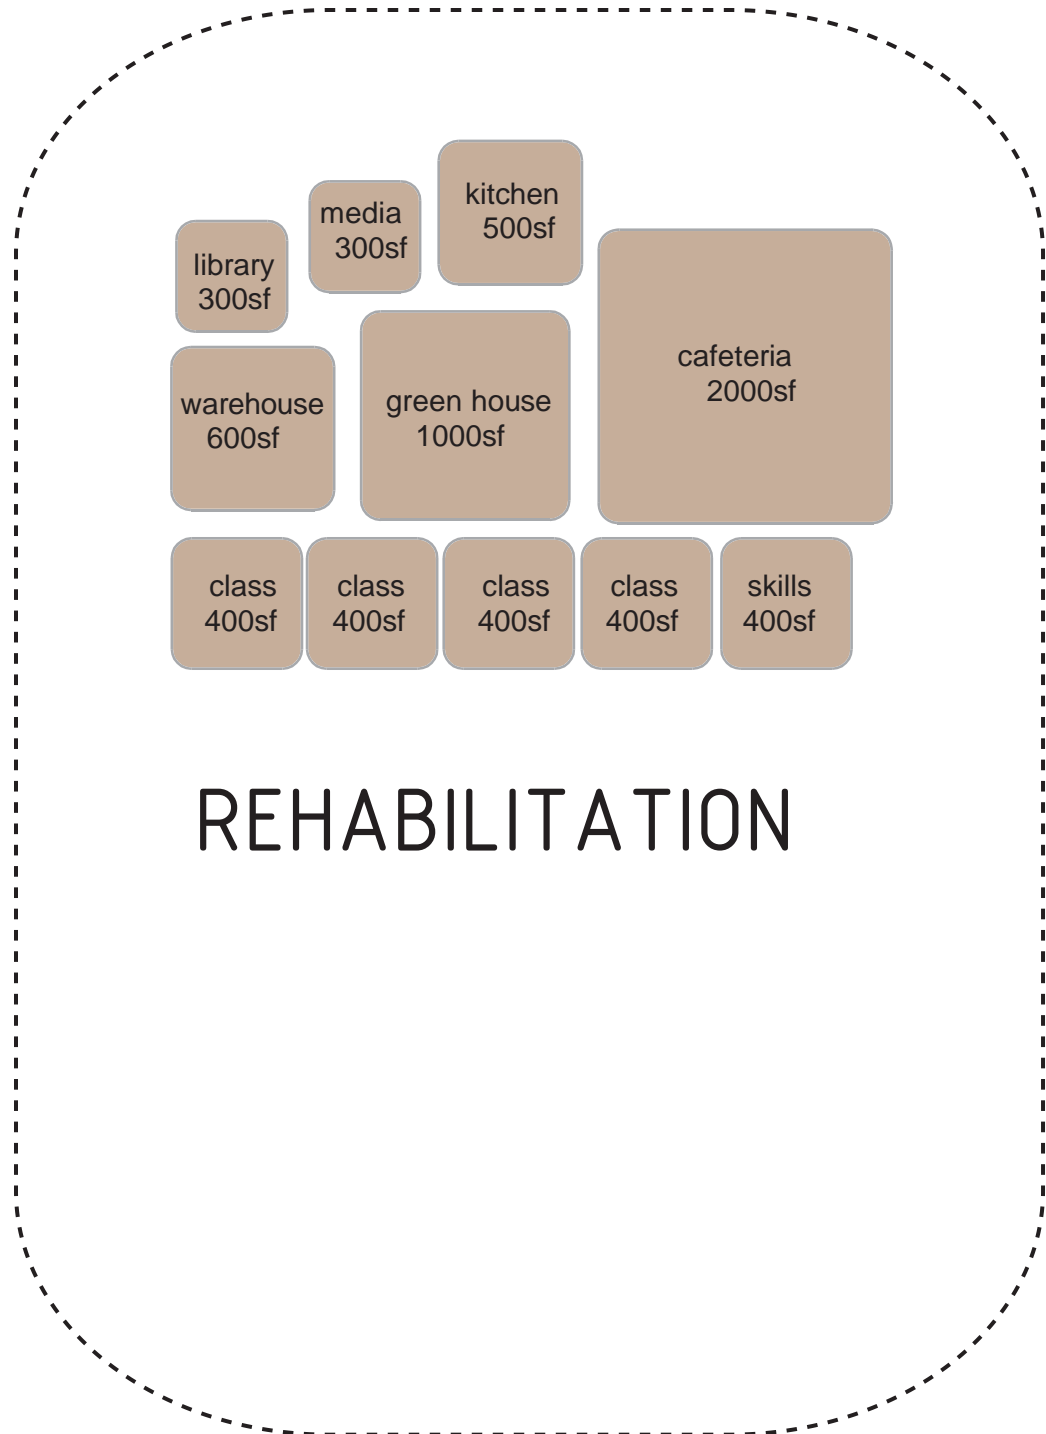 kitchen
500sf
media
300sf
library
300sf
cafeteria
2000sf
warehouse
600sf
green house
1000sf
class
400sf
class
400sf
class
400sf
class
400sf
skills
400sf
REHABILITATION